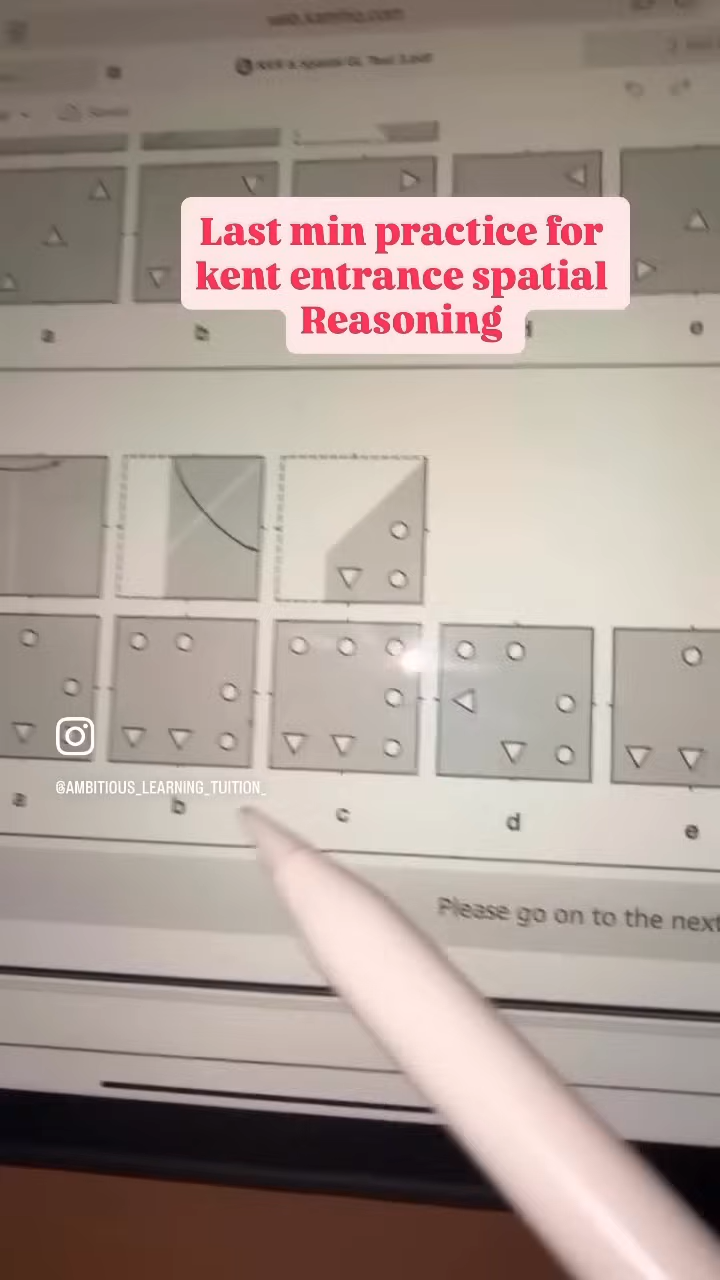 Last min practice for
kent entrance spatial
Reasoning
a
b
e
@AMBITIOUS_LEARNING_TUITION_
a
b
c
d
e
Please go on to the next